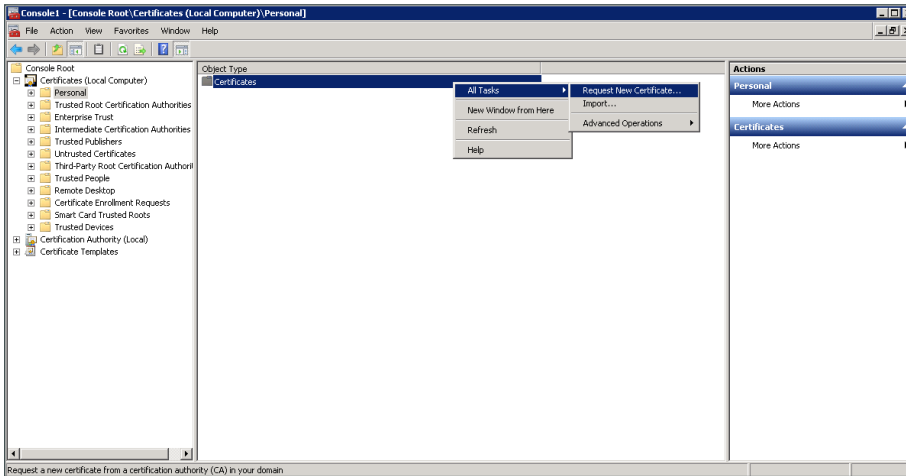 Console1 - [Console Root\Certificates (Local Computer)\Personal]
File Action View Favorites Window Help
Console Root
Certificates (Local Computer)
Personal
Trusted Root Certification Authorities
Enterprise Trust
Intermediate Certification Authorities
Trusted Publishers
Untrusted Certificates
Third-Party Root Certification Authorit
Trusted People
Remote Desktop
Certificate Enrollment Requests
Smart Card Trusted Roots
Trusted Devices
Certification Authority (Local)
Certificate Templates
Object Type
Certificates
All Tasks
New Window from Here
Refresh
Help
Request New Certificate...
Import...
Advanced Operations
Actions
Personal
More Actions
Certificates
More Actions
Request a new certificate from a certification authority (CA) in your domain